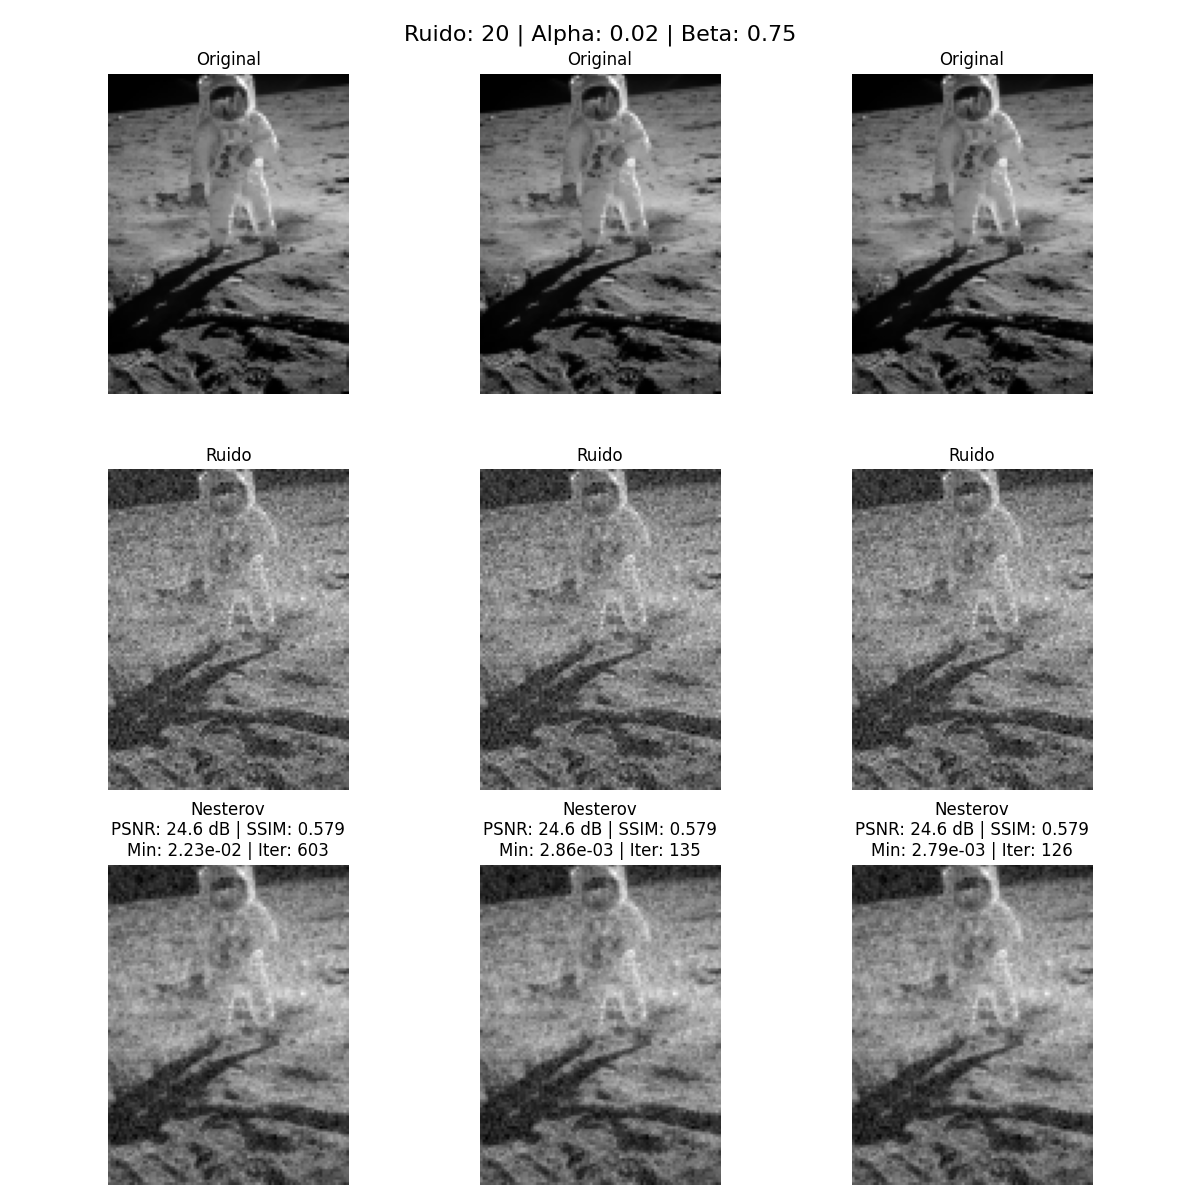 Ruido: 20 | Alpha: 0.02 | Beta: 0.75
Original
Original
Original
Ruido
Ruido
Ruido
Nesterov
PSNR: 24.6 dB | SSIM: 0.579
Min: 2.23e-02 | Iter: 603
Nesterov
PSNR: 24.6 dB | SSIM: 0.579
Min: 2.86e-03 | Iter: 135
Nesterov
PSNR: 24.6 dB | SSIM: 0.579
Min: 2.79e-03 | Iter: 126